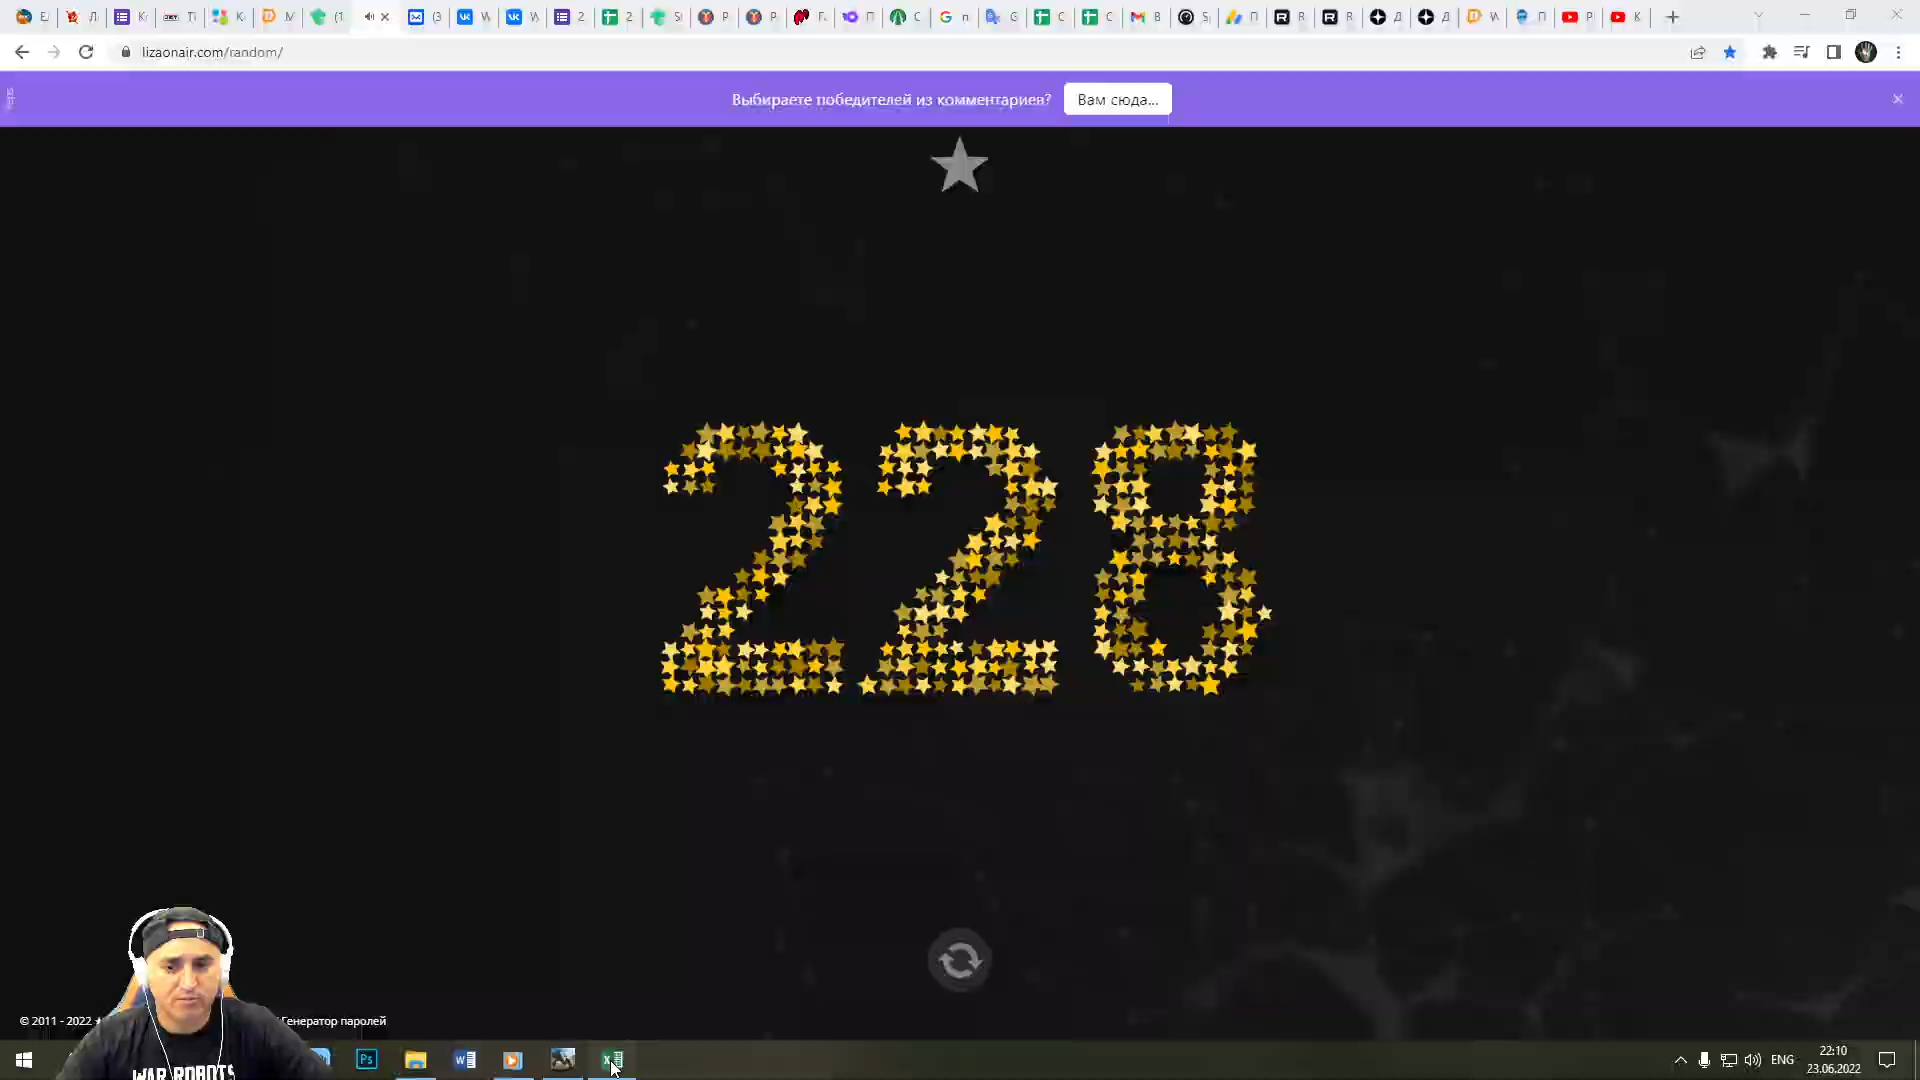 lizaonair.com/random/
Выбираете победителей из комментариев?
Вам сюда...
228
© 2011 - 2022
Генератор паролей
WAR ROBOTS
Ps
ENG
22:10
23.06.2022